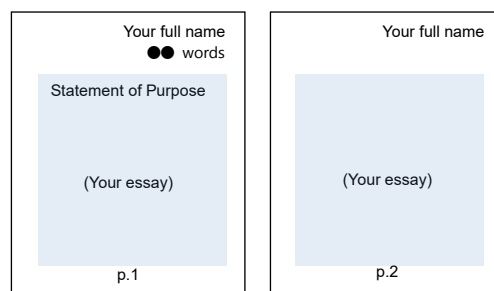 Your full name
●● words
Statement of Purpose
(Your essay)
p.1
Your full name
(Your essay)
p.2